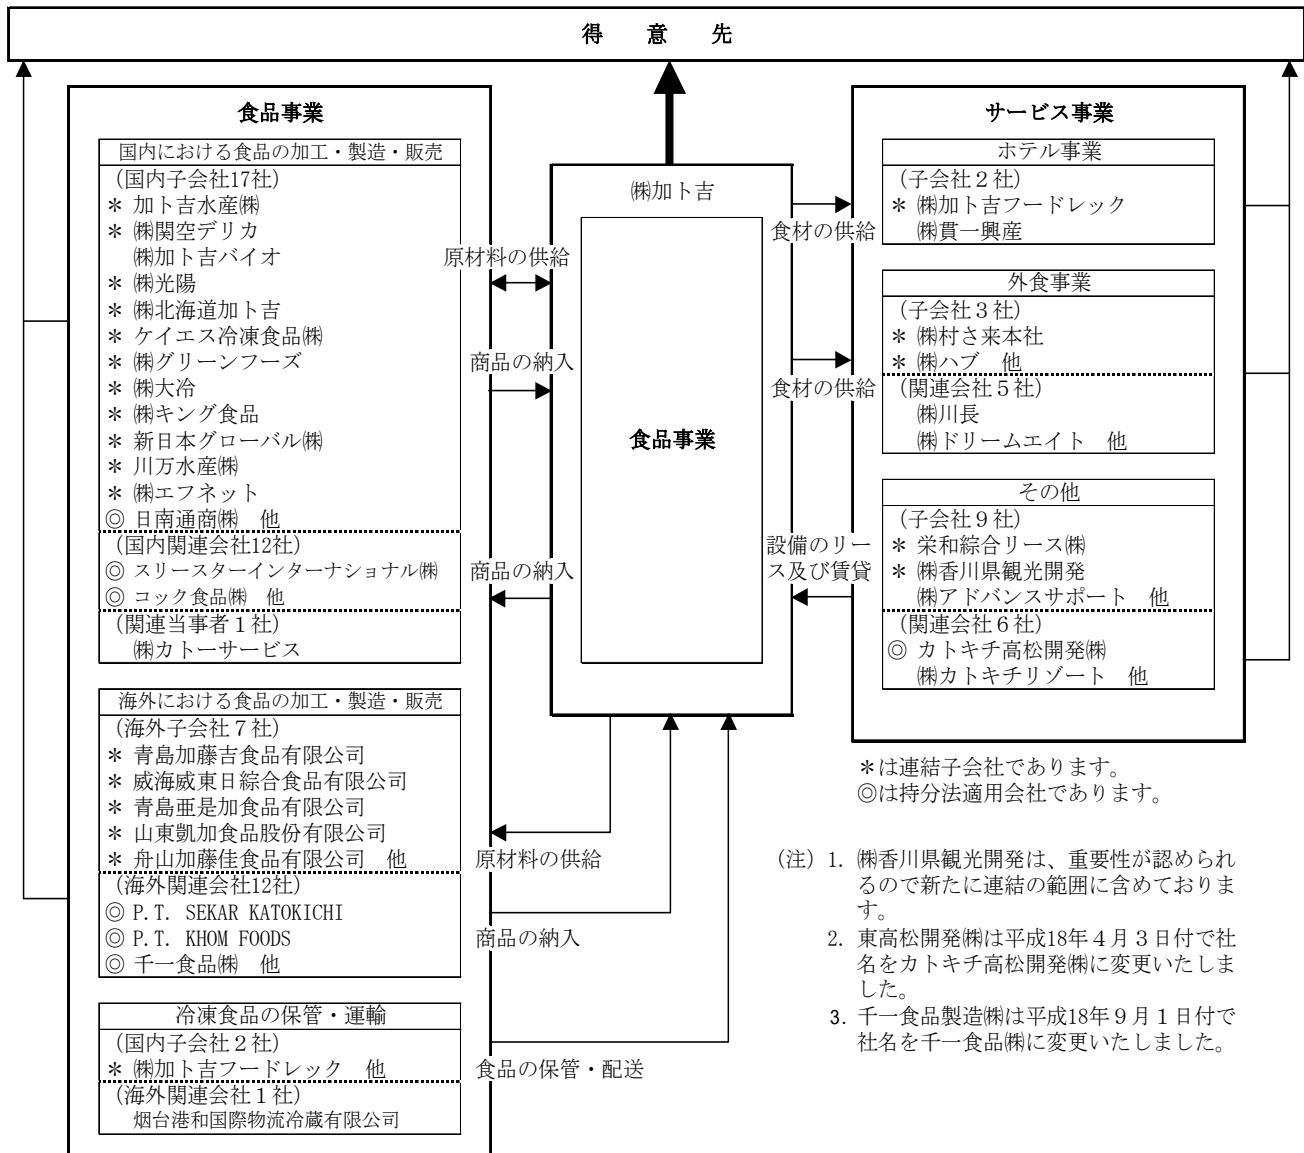 得　意　先
食品事業
国内における食品の加工・製造・販売
(国内子会社17社)
＊ 加ト吉水産㈱
＊ ㈱関空デリカ
㈱加ト吉バイオ
＊ ㈱光陽
＊ ㈱北海道加ト吉
＊ ケイエス冷凍食品㈱
＊ ㈱グリーンフーズ
＊ ㈱大冷
＊ ㈱キング食品
＊ 新日本グローバル㈱
＊ 川万水産㈱
＊ ㈱エフネット
◎ 日南通商㈱　他
(国内関連会社12社)
◎ スリースターインターナショナル㈱
◎ コック食品㈱　他
(関連当事者１社)
㈱カトーサービス
海外における食品の加工・製造・販売
(海外子会社７社)
＊ 青島加藤吉食品有限公司
＊ 威海威東日綜合食品有限公司
＊ 青島亜是加食品有限公司
＊ 山東凱加食品股份有限公司
＊ 舟山加藤佳食品有限公司　他
(海外関連会社12社)
◎ P.T. SEKAR KATOKICHI
◎ P.T. KHOM FOODS
◎ 千一食品㈱　他
冷凍食品の保管・運輸
(国内子会社２社)
＊ ㈱加ト吉フードレック　他
(海外関連会社１社)
烟台港和国際物流冷蔵有限公司
原材料の供給
商品の納入
商品の納入
原材料の供給
商品の納入
食品の保管・配送
㈱加ト吉
食品事業
食材の供給
食材の供給
設備のリー
ス及び賃貸
サービス事業
ホテル事業
(子会社２社)
＊ ㈱加ト吉フードレック
㈱貫一興産
外食事業
(子会社３社)
＊ ㈱村さ来本社
＊ ㈱ハブ　他
(関連会社５社)
㈱川長
㈱ドリームエイト　他
その他
(子会社９社)
＊ 栄和綜合リース㈱
＊ ㈱香川県観光開発
㈱アドバンスサポート　他
(関連会社６社)
◎ カトキチ高松開発㈱
㈱カトキチリゾート　他
＊は連結子会社であります。
◎は持分法適用会社であります。
(注) 1. ㈱香川県観光開発は、重要性が認められ
るので新たに連結の範囲に含めておりま
す。
2. 東高松開発㈱は平成18年４月３日付で社
名をカトキチ高松開発㈱に変更いたしま
した。
3. 千一食品製造㈱は平成18年９月１日付で
社名を千一食品㈱に変更いたしました。